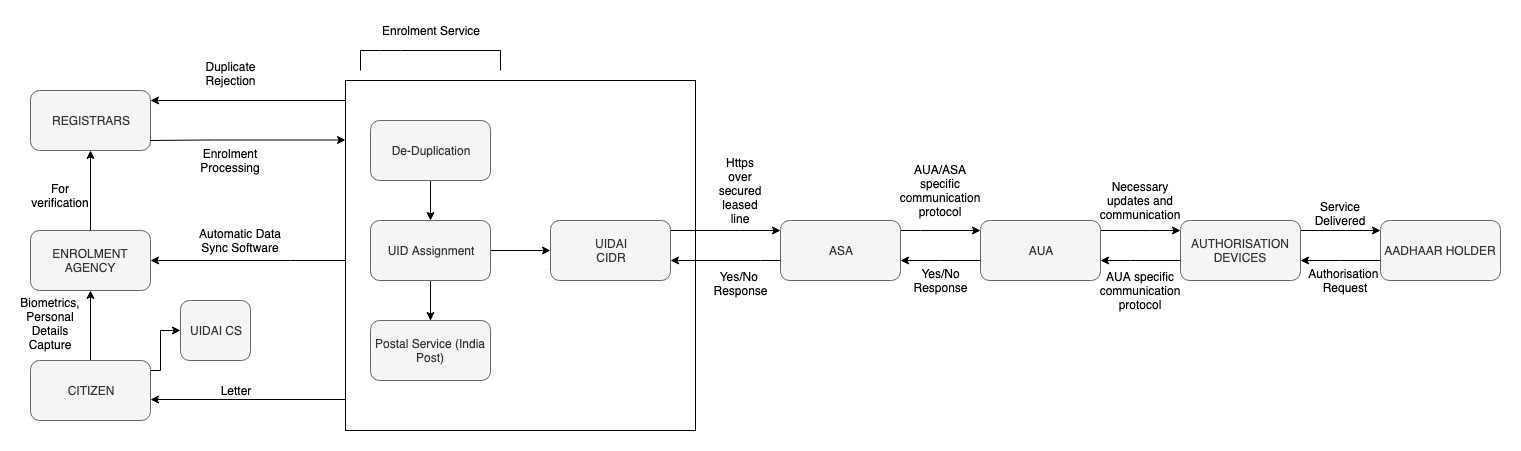 Enrolment Service
Duplicate
Rejection
REGISTRARS
Enrolment
Processing
For
verification
ENROLMENT
AGENCY
Automatic Data
Sync Software
Biometrics,
Personal
Details
Capture
UIDAI CS
CITIZEN
Letter
De-Duplication
UID Assignment
Postal Service (India
Post)
UIDAI
CIDR
Https
over
secured
leased
line
Yes/No
Response
ASA
AUA/ASA
specific
communication
protocol
Yes/No
Response
AUA
Necessary
updates and
communication
AUA specific
communication
protocol
AUTHORISATION
DEVICES
Service
Delivered
Authorisation
Request
AADHAAR HOLDER